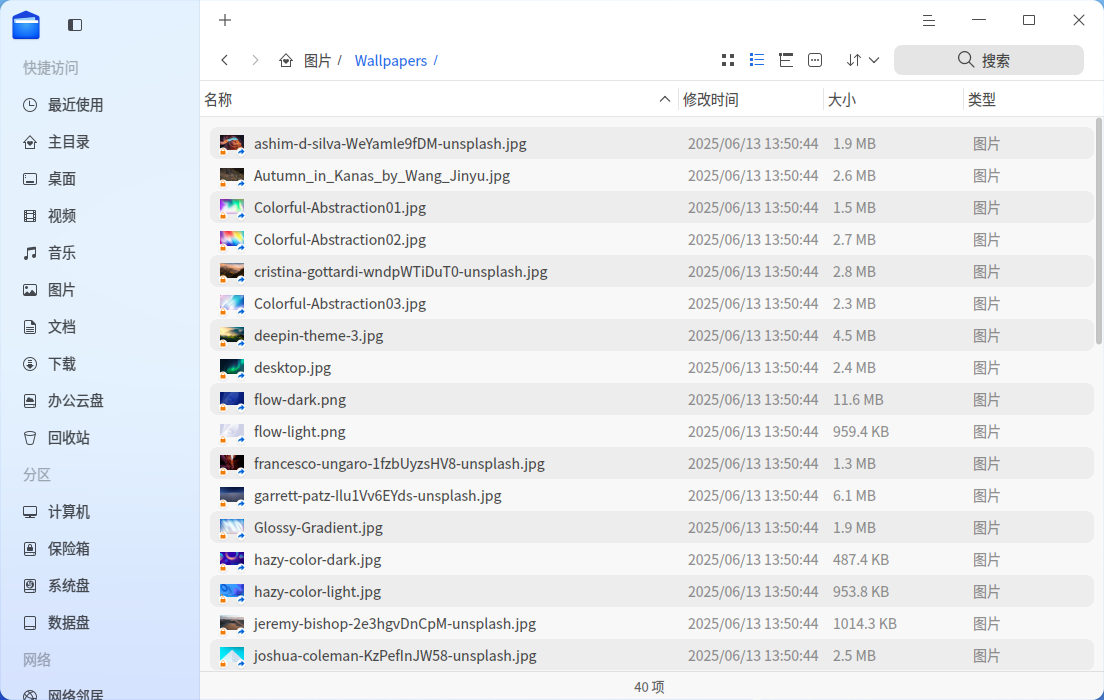 快捷访问
最近使用
主目录
桌面
视频
音乐
图片
文档
下载
办公云盘
回收站
分区
计算机
保险箱
系统盘
数据盘
网络
网络邻居
图片 / Wallpapers /
搜索
名称 修改时间 大小 类型
ashim-d-silva-WeYamle9fDM-unsplash.jpg 2025/06/13 13:50:44 1.9 MB 图片
Autumn_in_Kanas_by_Wang_Jinyu.jpg 2025/06/13 13:50:44 2.6 MB 图片
Colorful-Abstraction01.jpg 2025/06/13 13:50:44 1.5 MB 图片
Colorful-Abstraction02.jpg 2025/06/13 13:50:44 2.7 MB 图片
cristina-gottardi-wndpWTiDuT0-unsplash.jpg 2025/06/13 13:50:44 2.8 MB 图片
Colorful-Abstraction03.jpg 2025/06/13 13:50:44 2.3 MB 图片
deepin-theme-3.jpg 2025/06/13 13:50:44 4.5 MB 图片
desktop.jpg 2025/06/13 13:50:44 2.4 MB 图片
flow-dark.png 2025/06/13 13:50:44 11.6 MB 图片
flow-light.png 2025/06/13 13:50:44 959.4 KB 图片
francesco-ungaro-1fzbUyzsHV8-unsplash.jpg 2025/06/13 13:50:44 1.3 MB 图片
garrett-patz-Ilu1Vv6EYds-unsplash.jpg 2025/06/13 13:50:44 6.1 MB 图片
Glossy-Gradient.jpg 2025/06/13 13:50:44 1.9 MB 图片
hazy-color-dark.jpg 2025/06/13 13:50:44 487.4 KB 图片
hazy-color-light.jpg 2025/06/13 13:50:44 953.8 KB 图片
jeremy-bishop-2e3hgvDnCpM-unsplash.jpg 2025/06/13 13:50:44 1014.3 KB 图片
joshua-coleman-KzPefInJW58-unsplash.jpg 2025/06/13 13:50:44 2.5 MB 图片
40 项